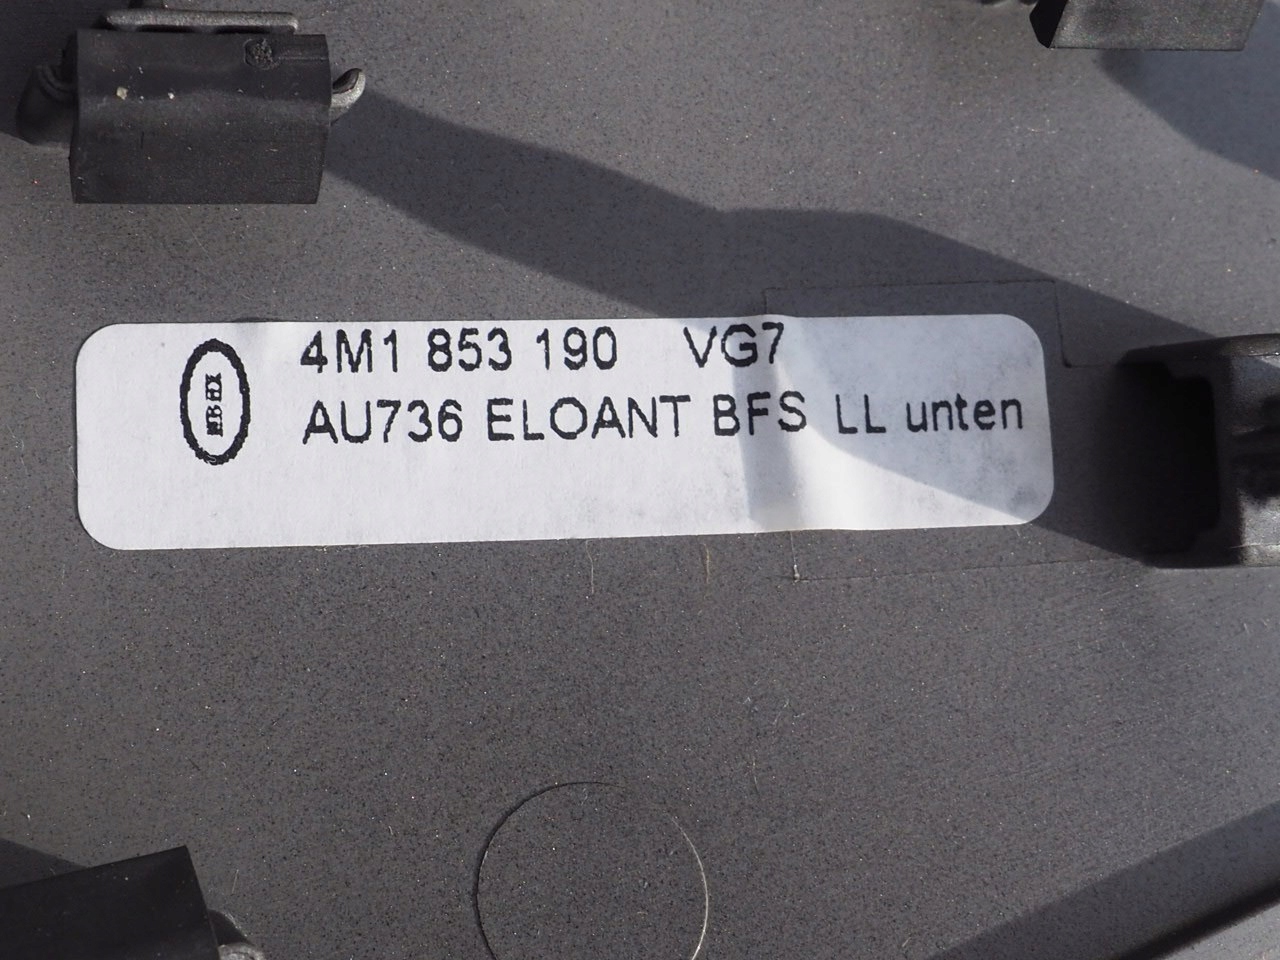 4M1 853 190 VG7
AU736 ELOANT BFS LL unten